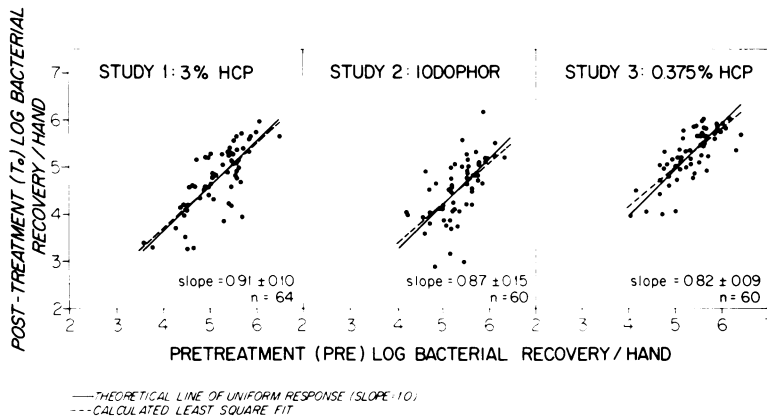 POST-TREATMENT (To) LOG BACTERIAL
RECOVERY / HAND
7
6
5
4
3
2
STUDY 1: 3% HCP
slope = 0.91 ± 0.10
n = 64
STUDY 2: IODOPHOR
slope = 0.87 ± 0.15
n = 60
STUDY 3: 0.375% HCP
slope = 0.82 ± 0.09
n = 60
2 3 4 5 6 2 3 4 5 6 2 3 4 5 6 7
PRETREATMENT (PRE) LOG BACTERIAL RECOVERY / HAND
THEORETICAL LINE OF UNIFORM RESPONSE (SLOPE: 1.0)
CALCULATED LEAST SQUARE FIT